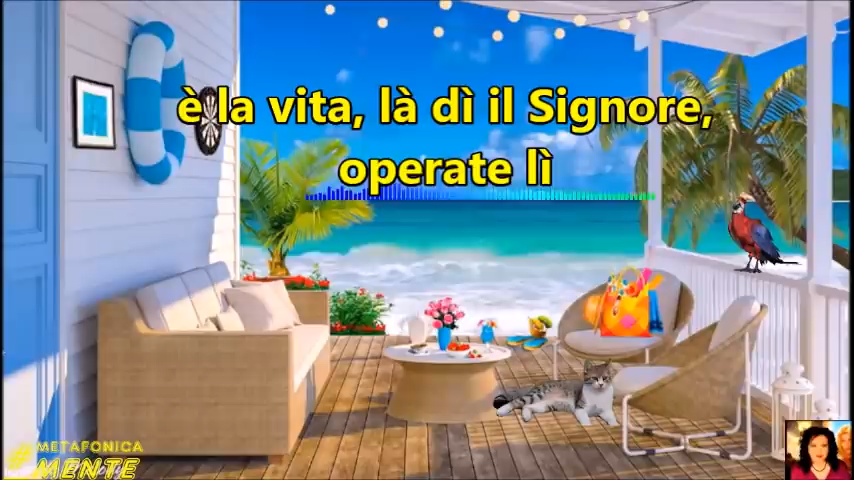 è la vita, là dì il Signore,
operate lì
#METAFONICA
MENTE